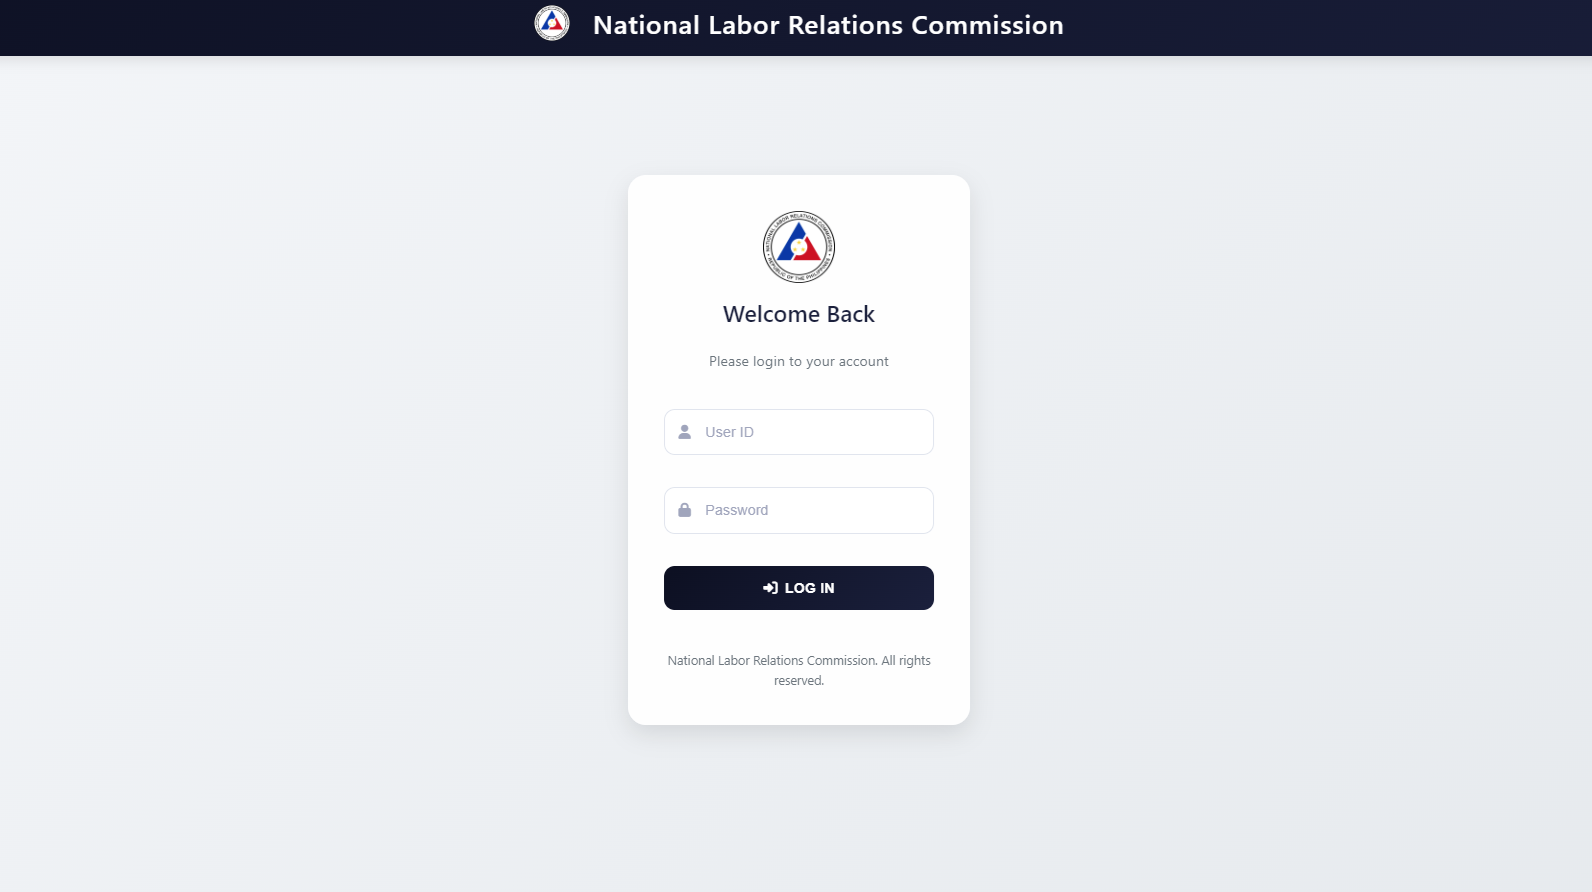 National Labor Relations Commission
NATIONAL LABOR RELATIONS COMMISSION
REPUBLIC OF THE PHILIPPINES
Welcome Back
Please login to your account
User ID
Password
LOG IN
National Labor Relations Commission. All rights
reserved.